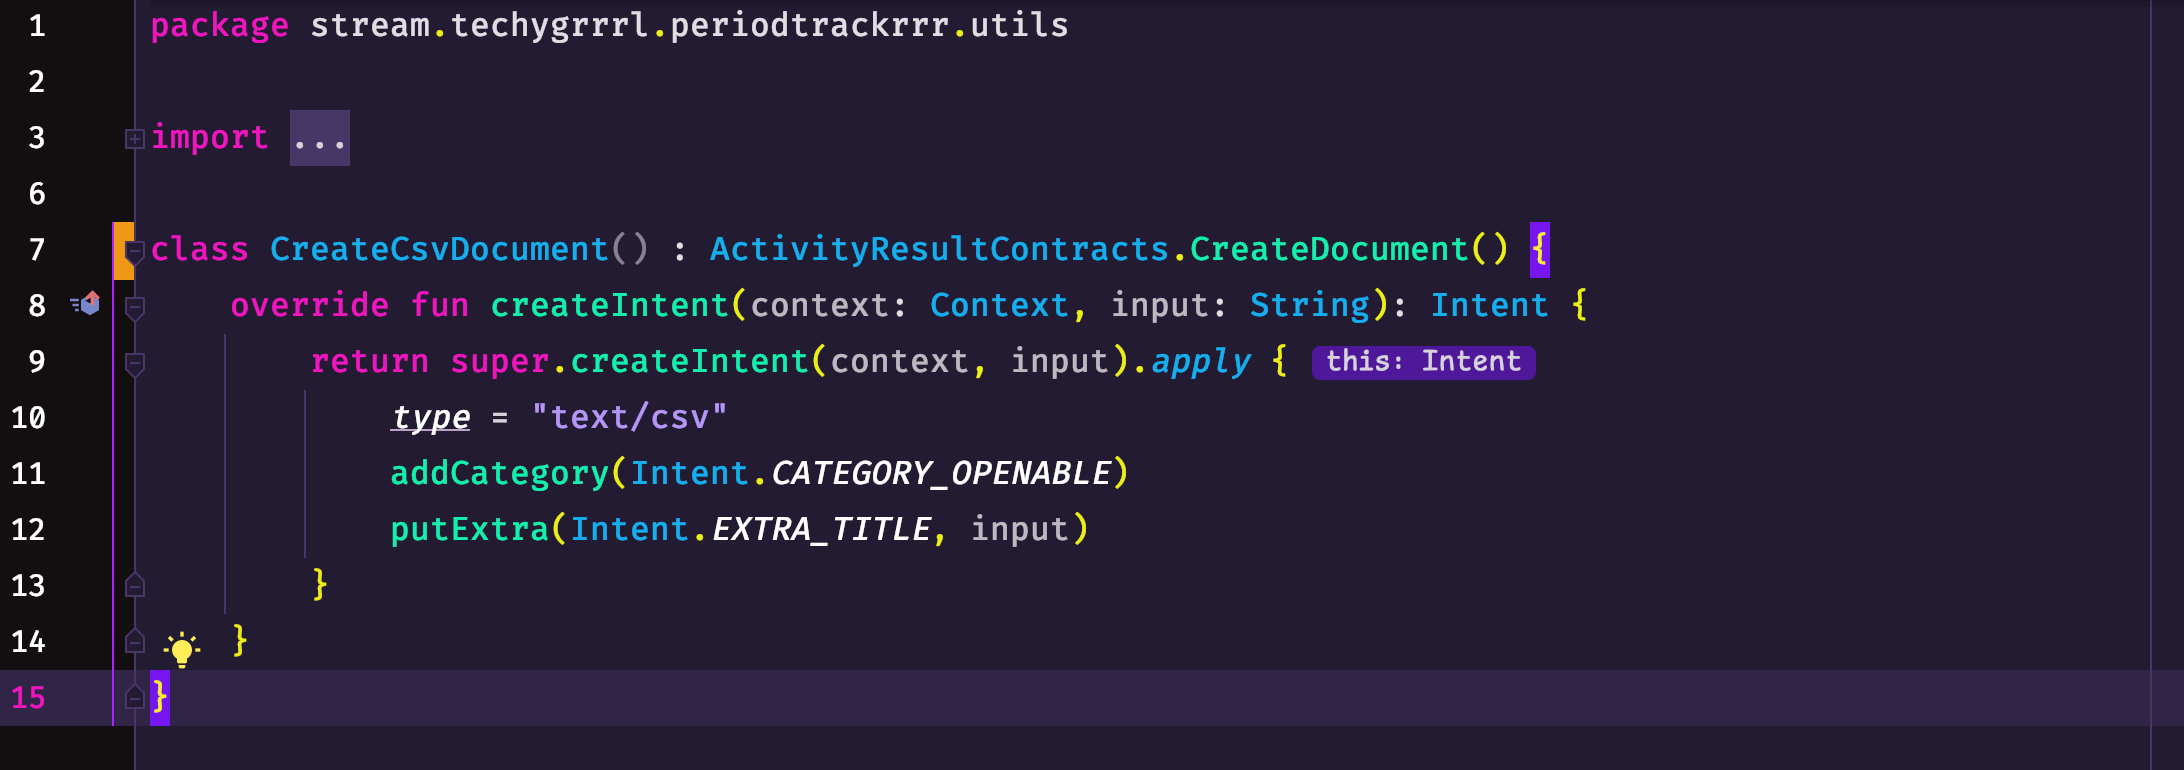 1 package stream.techygrrrl.periodtrackrrr.utils
2
3 import ...
6
7 class CreateCsvDocument() : ActivityResultContracts.CreateDocument() {
8     override fun createIntent(context: Context, input: String): Intent {
9         return super.createIntent(context, input).apply { this: Intent
10             type = "text/csv"
11             addCategory(Intent.CATEGORY_OPENABLE)
12             putExtra(Intent.EXTRA_TITLE, input)
13         }
14     }
15 }